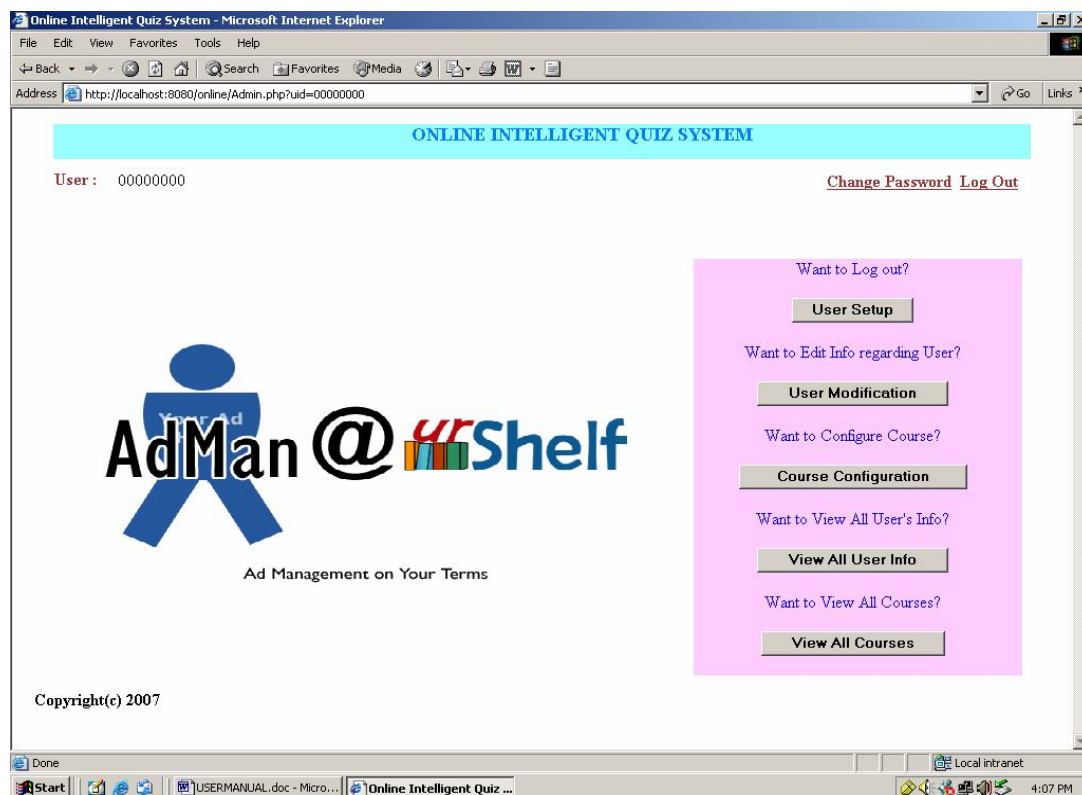 Online Intelligent Quiz System - Microsoft Internet Explorer
File Edit View Favorites Tools Help
Back Search Favorites Media
Address http://localhost:8080/online/Admin.php?uid=00000000 Go Links
ONLINE INTELLIGENT QUIZ SYSTEM
User : 00000000 Change Password Log Out
Want to Log out?
User Setup
Want to Edit Info regarding User?
User Modification
Want to Configure Course?
Course Configuration
Want to View All User's Info?
View All User Info
Want to View All Courses?
View All Courses
Your Ad
AdMan @ urShelf
Ad Management on Your Terms
Copyright(c) 2007
Done Local intranet
Start USERMANUAL.doc - Micro... Online Intelligent Quiz ... 4:07 PM